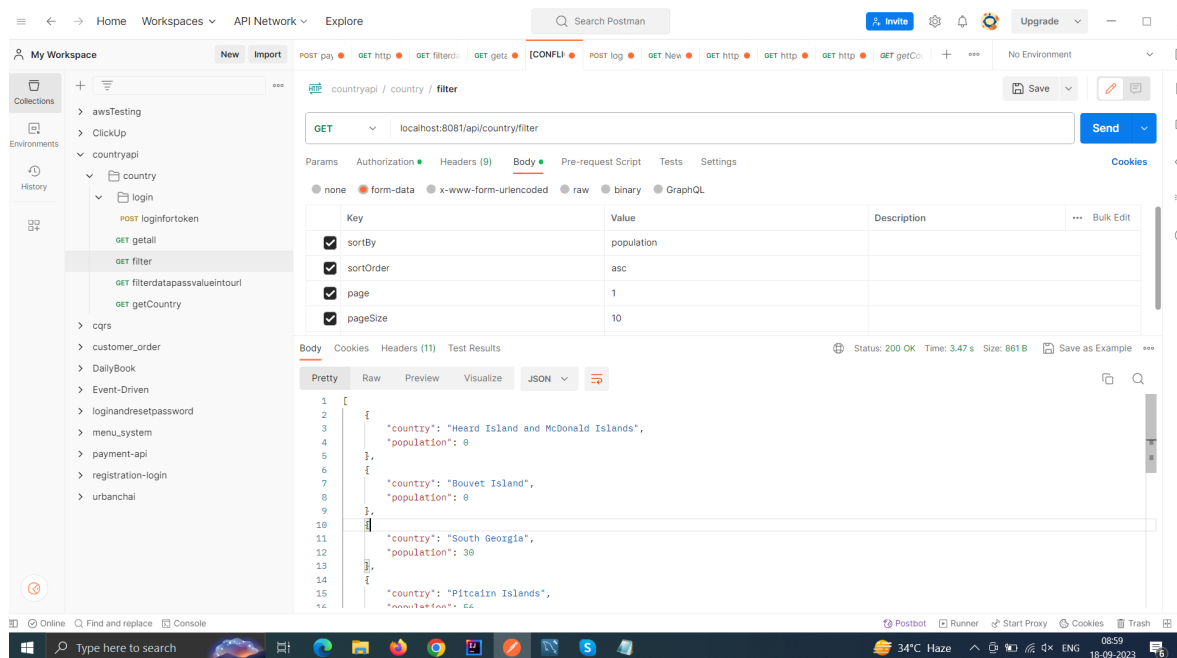 Home Workspaces API Network Explore Search Postman Invite Upgrade
My Workspace New Import POST pay GET http GET filterda GET geta [CONFLI POST log GET New GET http GET http GET http GET getCo No Environment
Collections
Environments
History
awsTesting
ClickUp
countryapi
country
login
POST loginfortoken
GET getall
GET filter
GET filterdatapassvalueintourl
GET getCountry
cqrs
customer_order
DailyBook
Event-Driven
loginandresetpassword
menu_system
payment-api
registration-login
urbanchai
HTTP countryapi / country / filter Save
GET localhost:8081/api/country/filter Send
Params Authorization Headers (9) Body Pre-request Script Tests Settings Cookies
none form-data x-www-form-urlencoded raw binary GraphQL
Key Value Description Bulk Edit
sortBy population
sortOrder asc
page 1
pageSize 10
Body Cookies Headers (11) Test Results Status: 200 OK Time: 3.47 s Size: 861 B Save as Example
Pretty Raw Preview Visualize JSON
1 [
2 {
3 "country": "Heard Island and McDonald Islands",
4 "population": 0
5 },
6 {
7 "country": "Bouvet Island",
8 "population": 0
9 },
10 {
11 "country": "South Georgia",
12 "population": 30
13 },
14 {
15 "country": "Pitcairn Islands",
16 "population": 56
Online Find and replace Console Postbot Runner Start Proxy Cookies Trash
Type here to search 34°C Haze ENG 08:59
18-09-2023 6